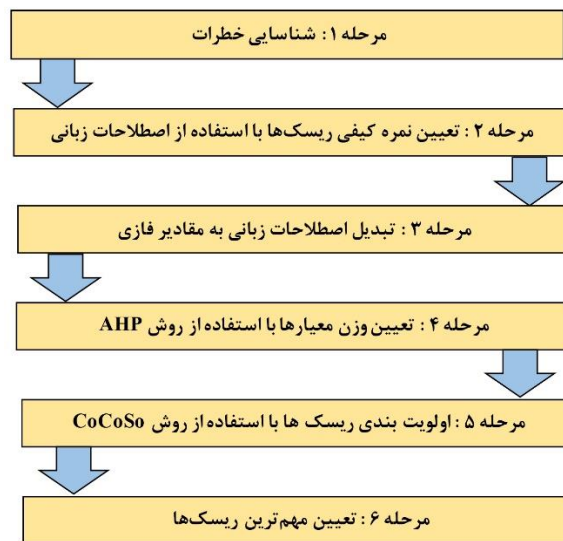 مرحله ۱ : شناسایی خطرات
مرحله ۲ : تعیین نمره کیفی ریسک‌ها با استفاده از اصطلاحات زبانی
مرحله ۳ : تبدیل اصطلاحات زبانی به مقادیر فازی
مرحله ۴ : تعیین وزن معیارها با استفاده از روش AHP
مرحله ۵ : اولویت بندی ریسک ها با استفاده از روش CoCoSo
مرحله ۶ : تعیین مهم‌ترین ریسک‌ها